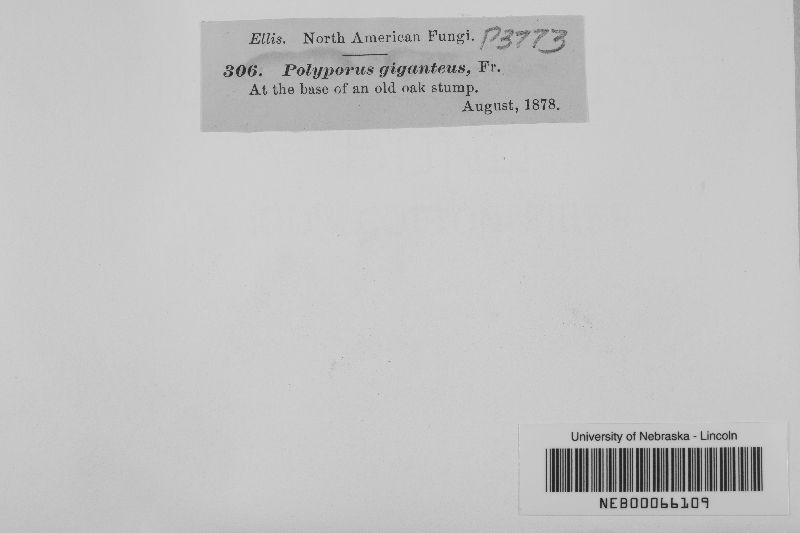 Ellis. North American Fungi. P3773
306. Polyporus giganteus, Fr.
At the base of an old oak stump.
August, 1878.
University of Nebraska - Lincoln
NEB00066109